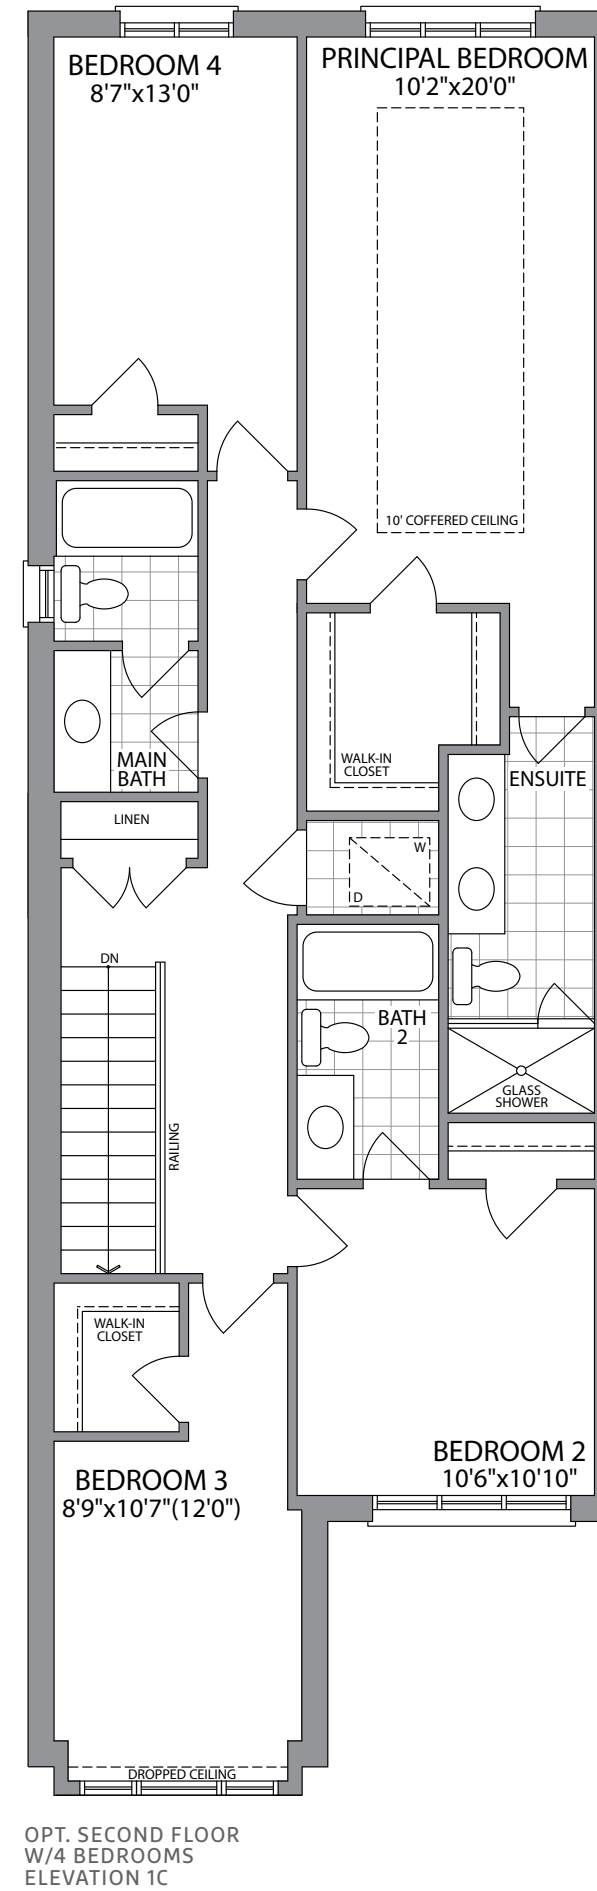 BEDROOM 4
8'7"x13'0"
PRINCIPAL BEDROOM
10'2"x20'0"
10' COFFERED CEILING
WALK-IN
CLOSET
ENSUITE
MAIN
BATH
LINEN
W
D
DN
BATH
2
GLASS
SHOWER
RAILING
WALK-IN
CLOSET
BEDROOM 2
10'6"x10'10"
BEDROOM 3
8'9"x10'7"(12'0")
DROPPED CEILING
OPT. SECOND FLOOR
W/4 BEDROOMS
ELEVATION 1C